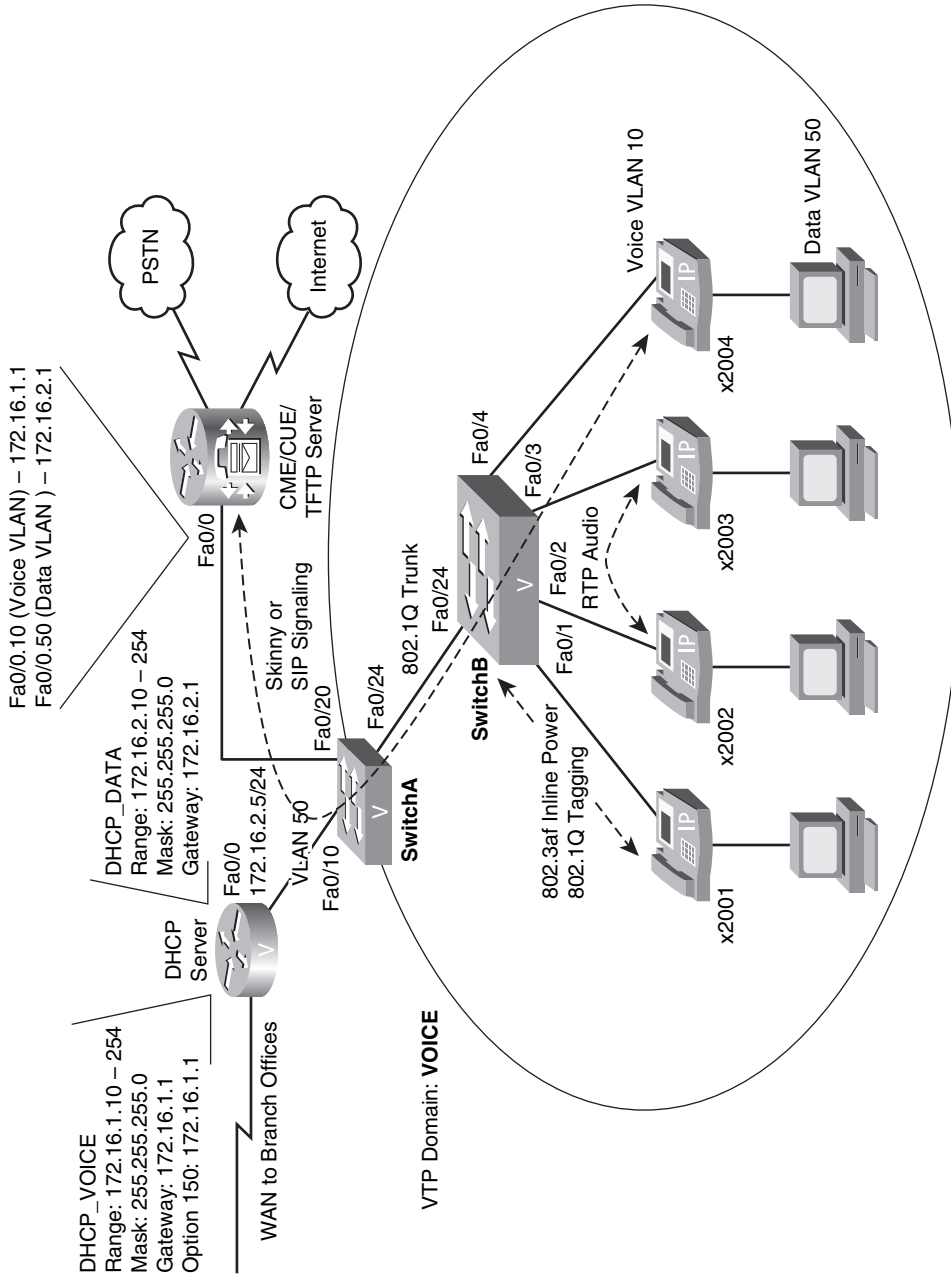 Fa0/0.10 (Voice VLAN) – 172.16.1.1
Fa0/0.50 (Data VLAN ) – 172.16.2.1
DHCP_VOICE
Range: 172.16.1.10 – 254
Mask: 255.255.255.0
Gateway: 172.16.1.1
Option 150: 172.16.1.1
DHCP_DATA
Range: 172.16.2.10 – 254
Mask: 255.255.255.0
Gateway: 172.16.2.1
DHCP
Server
Fa0/0
172.16.2.5/24
VLAN 50
Fa0/10
WAN to Branch Offices
V
PSTN
Internet
CME/CUE/
TFTP Server
Fa0/0
Skinny or
SIP Signaling
Fa0/20
Fa0/24
SwitchA
V
802.1Q Trunk
Fa0/24
SwitchB
V
Fa0/4
Fa0/3
Fa0/2
Fa0/1
RTP Audio
802.3af Inline Power
802.1Q Tagging
VTP Domain: VOICE
Voice VLAN 10
IP
IP
IP
IP
x2001
x2002
x2003
x2004
Data VLAN 50